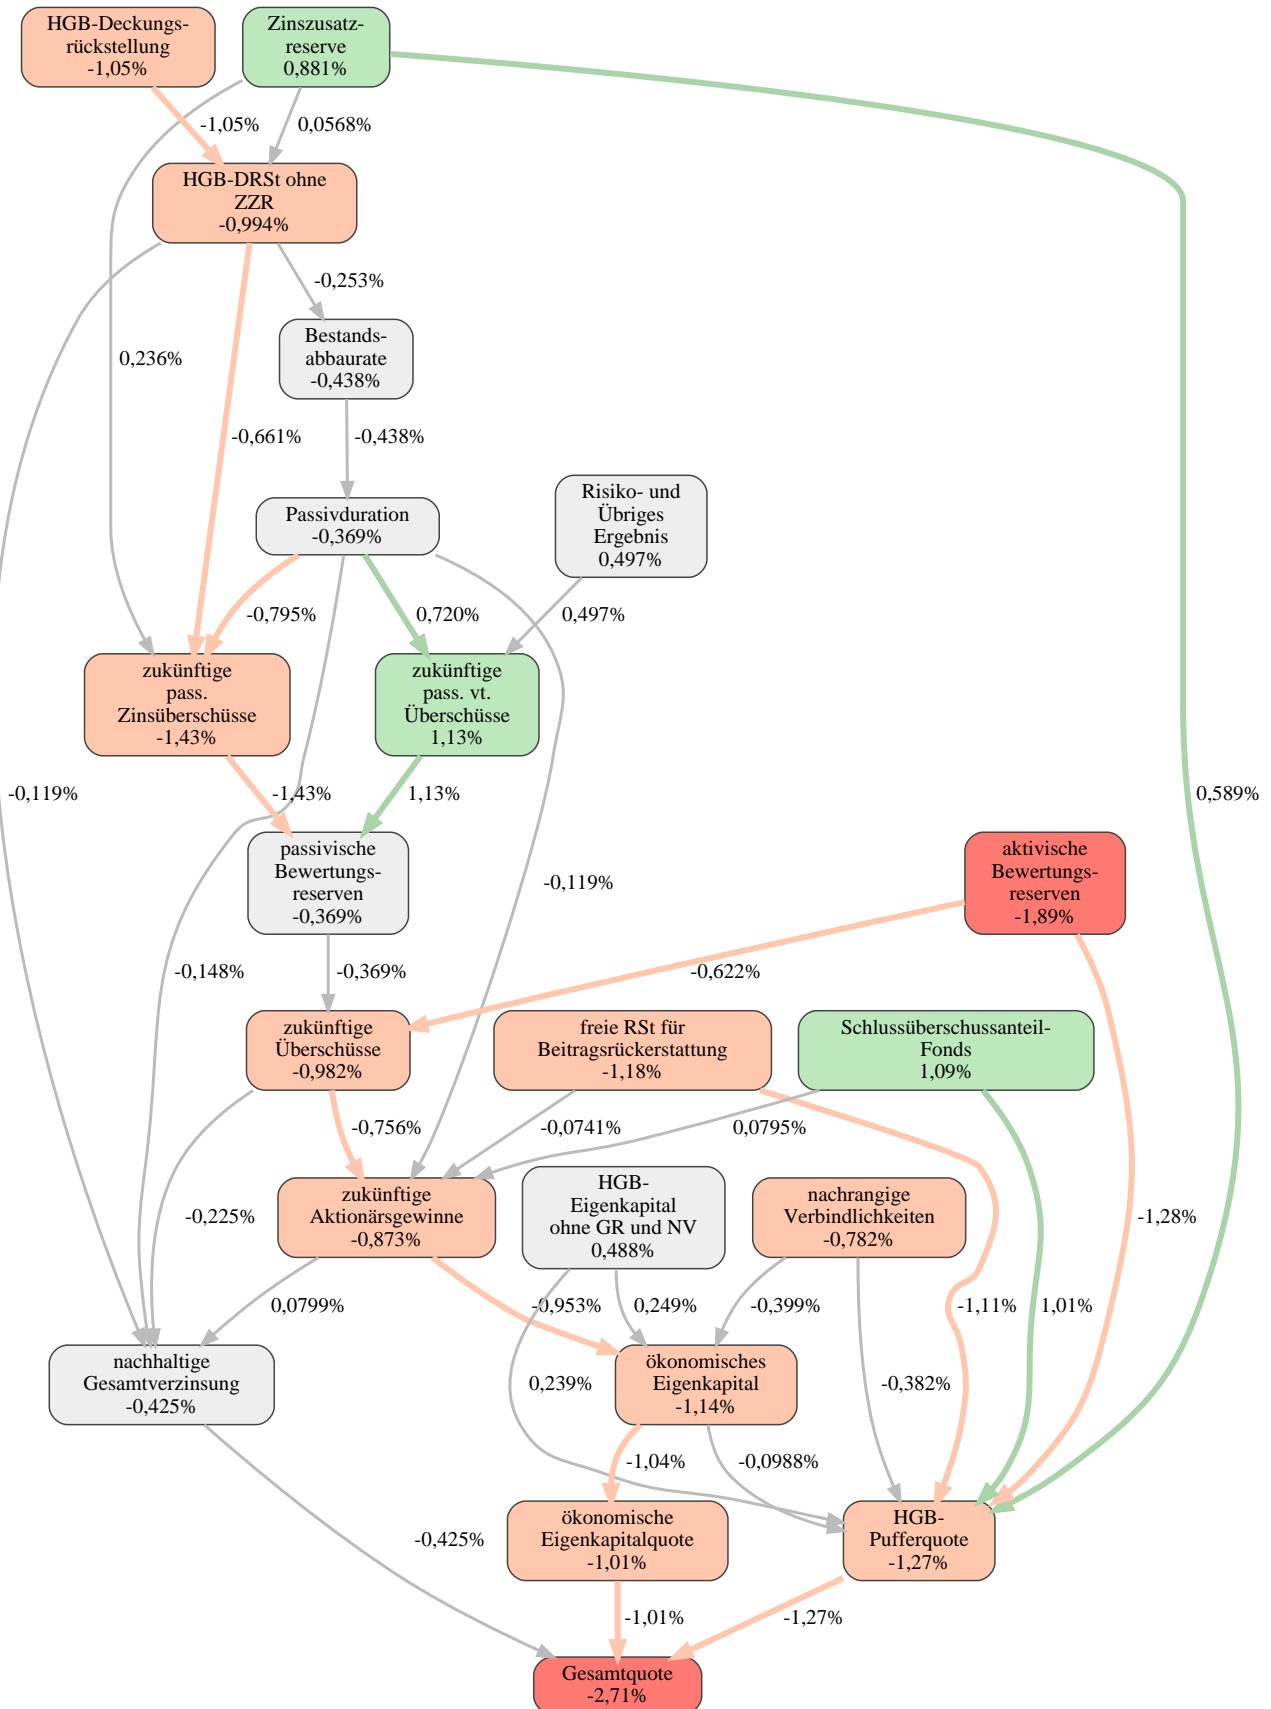 HGB-Deckungs-
rückstellung
-1,05%
Zinszusatz-
reserve
0,881%
-1,05%
0,0568%
HGB-DRSt ohne
ZZR
-0,994%
-0,253%
Bestands-
abbaurate
-0,438%
0,236%
-0,661%
-0,438%
Risiko- und
Übriges
Ergebnis
0,497%
Passivduration
-0,369%
-0,795%
0,720%
0,497%
zukünftige
pass.
Zinsüberschüsse
-1,43%
zukünftige
pass. vt.
Überschüsse
1,13%
-0,119%
-1,43%
1,13%
0,589%
passivische
Bewertungs-
reserven
-0,369%
-0,119%
aktivische
Bewertungs-
reserven
-1,89%
-0,148%
-0,369%
-0,622%
zukünftige
Überschüsse
-0,982%
freie RSt für
Beitragsrückerstattung
-1,18%
Schlussüberschussanteil-
Fonds
1,09%
-0,756%
-0,0741%
0,0795%
-0,225%
zukünftige
Aktionärsgewinne
-0,873%
HGB-
Eigenkapital
ohne GR und NV
0,488%
nachrangige
Verbindlichkeiten
-0,782%
-1,28%
0,0799%
-0,953%
0,249%
-0,399%
-1,11%
1,01%
nachhaltige
Gesamtverzinsung
-0,425%
0,239%
ökonomisches
Eigenkapital
-1,14%
-0,382%
-1,04%
-0,0988%
-0,425%
ökonomische
Eigenkapitalquote
-1,01%
HGB-
Pufferquote
-1,27%
-1,01%
-1,27%
Gesamtquote
-2,71%